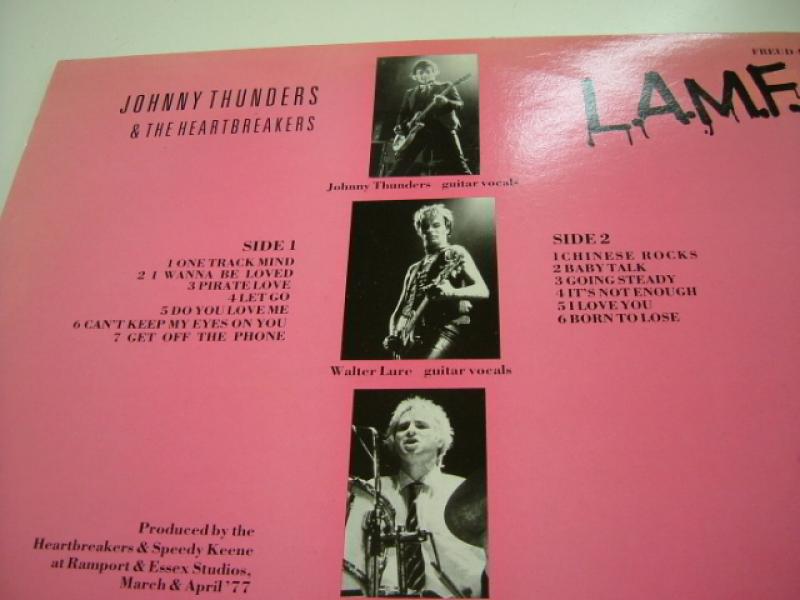 FREUD
JOHNNY THUNDERS
& THE HEARTBREAKERS
L.A.M.F.
Johnny Thunders guitar vocals
SIDE 1
1 ONE TRACK MIND
2 I WANNA BE LOVED
3 PIRATE LOVE
4 LET GO
5 DO YOU LOVE ME
6 CAN'T KEEP MY EYES ON YOU
7 GET OFF THE PHONE
SIDE 2
1 CHINESE ROCKS
2 BABY TALK
3 GOING STEADY
4 IT'S NOT ENOUGH
5 I LOVE YOU
6 BORN TO LOSE
Walter Lure guitar vocals
Produced by the
Heartbreakers & Speedy Keene
at Ramport & Essex Studios,
March & April '77